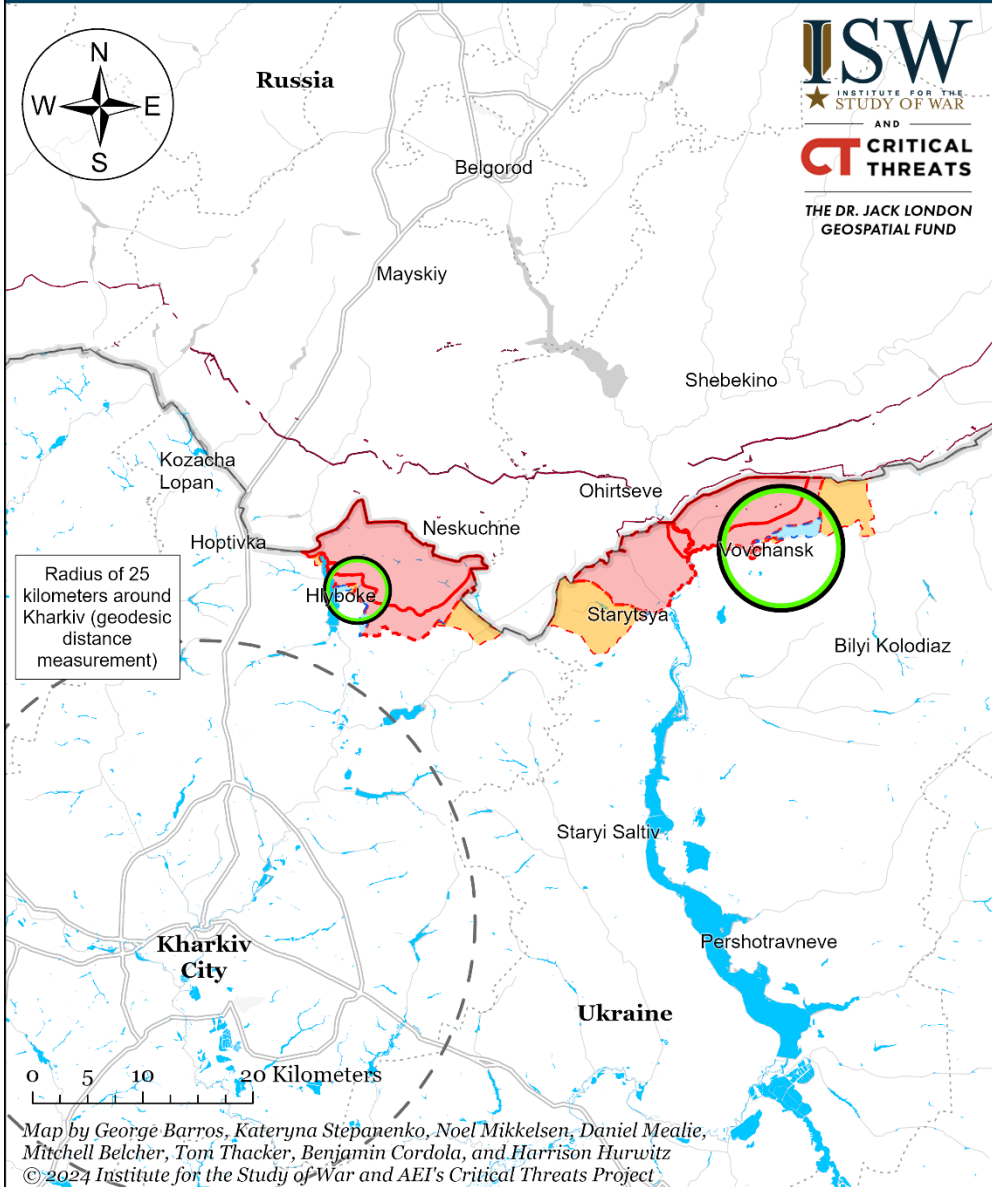 N
W
E
S
Russia
ISW
INSTITUTE FOR THE
STUDY OF WAR
AND
CT CRITICAL
THREATS
THE DR. JACK LONDON
GEOSPATIAL FUND
Belgorod
Mayskiy
Shebekino
Kozacha
Lopan
Ohirtseve
Neskuchne
Hoptivka
Vovchansk
Radius of 25
kilometers around
Kharkiv (geodesic
distance
measurement)
Hlyboke
Starytsya
Bilyi Kolodiaz
Staryi Saltiv
Kharkiv
City
Pershotravneve
Ukraine
0 5 10 20 Kilometers
Map by George Barros, Kateryna Stepanenko, Noel Mikkelsen, Daniel Mealie,
Mitchell Belcher, Tom Thacker, Benjamin Cordola, and Harrison Hurwitz
© 2024 Institute for the Study of War and AEI's Critical Threats Project